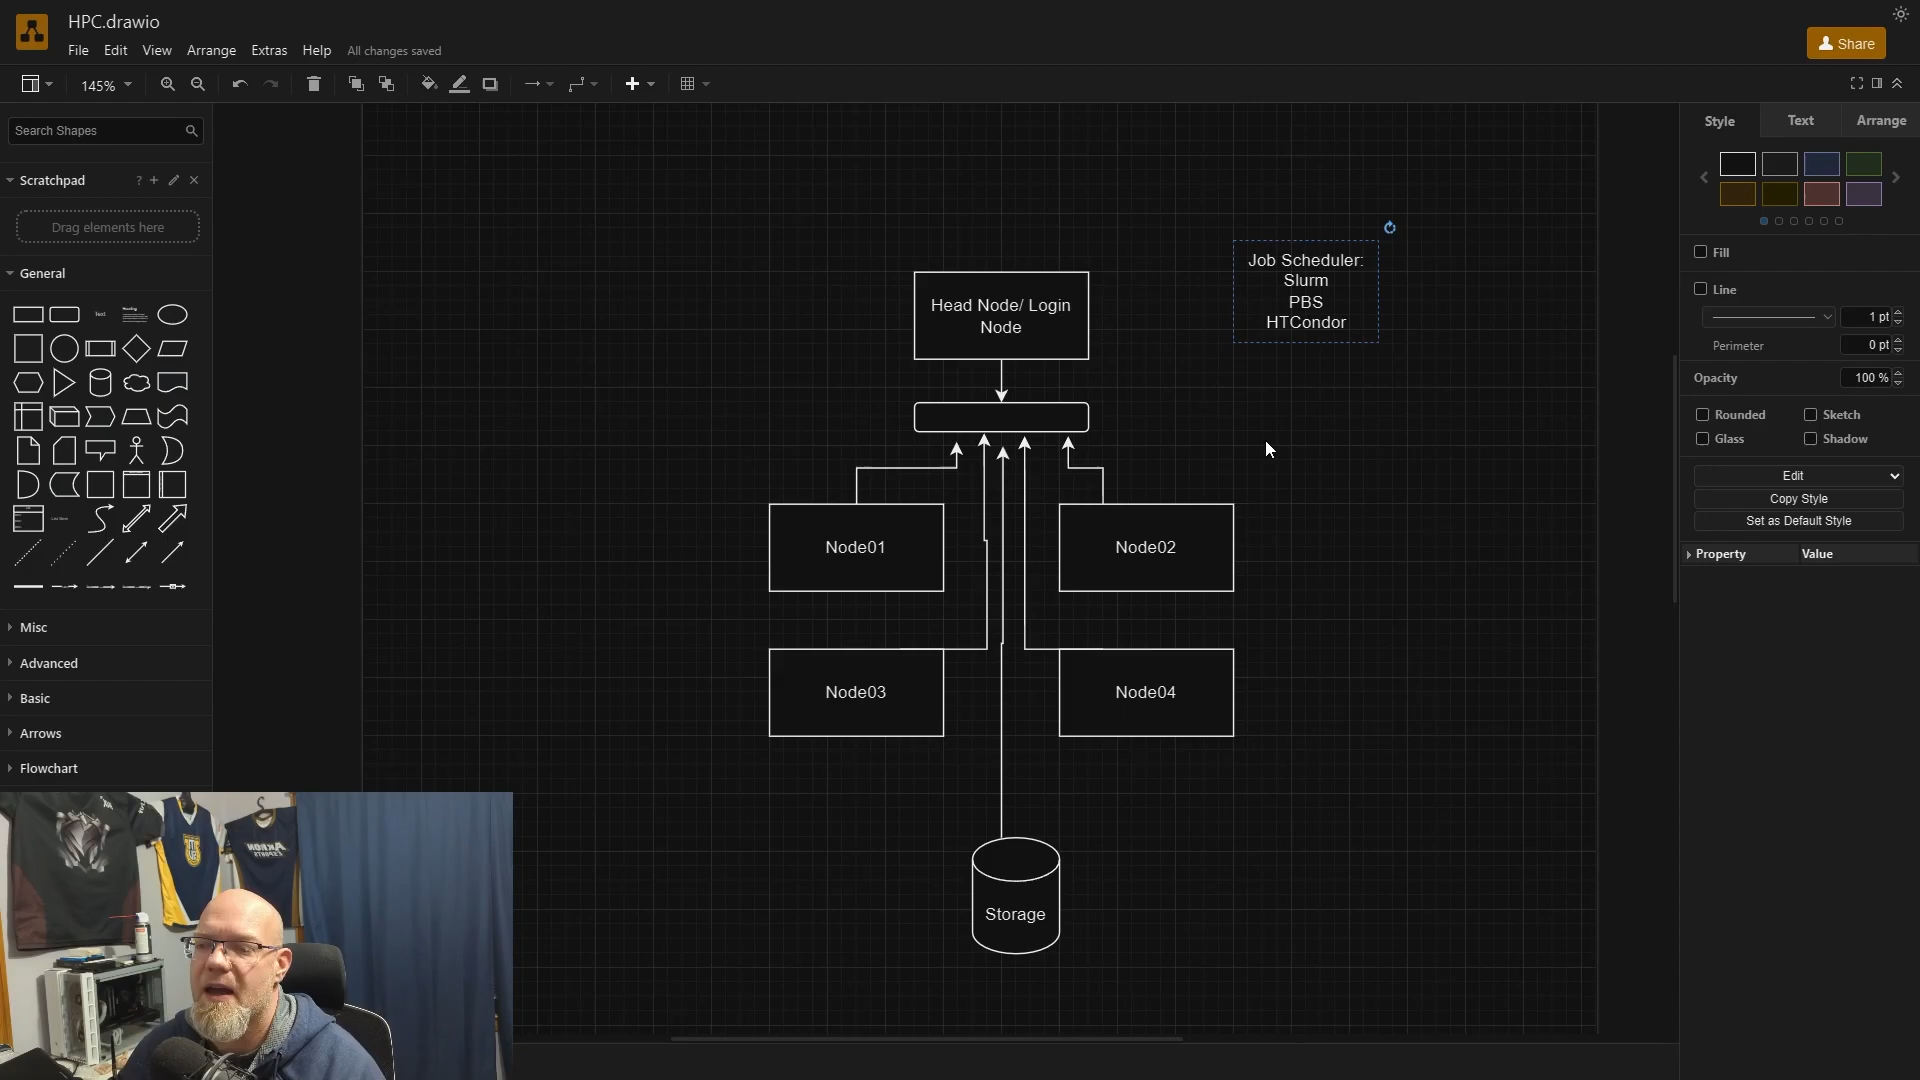 HPC.drawio
File Edit View Arrange Extras Help All changes saved
Share
145%
Search Shapes
Scratchpad
?
Drag elements here
General
Text
Heading
Misc
Advanced
Basic
Arrows
Flowchart
Head Node/ Login
Node
Job Scheduler:
Slurm
PBS
HTCondor
Node01
Node02
Node03
Node04
Storage
Style Text Arrange
Fill
Line
1 pt
Perimeter 0 pt
Opacity 100 %
Rounded Sketch
Glass Shadow
Edit
Copy Style
Set as Default Style
Property Value